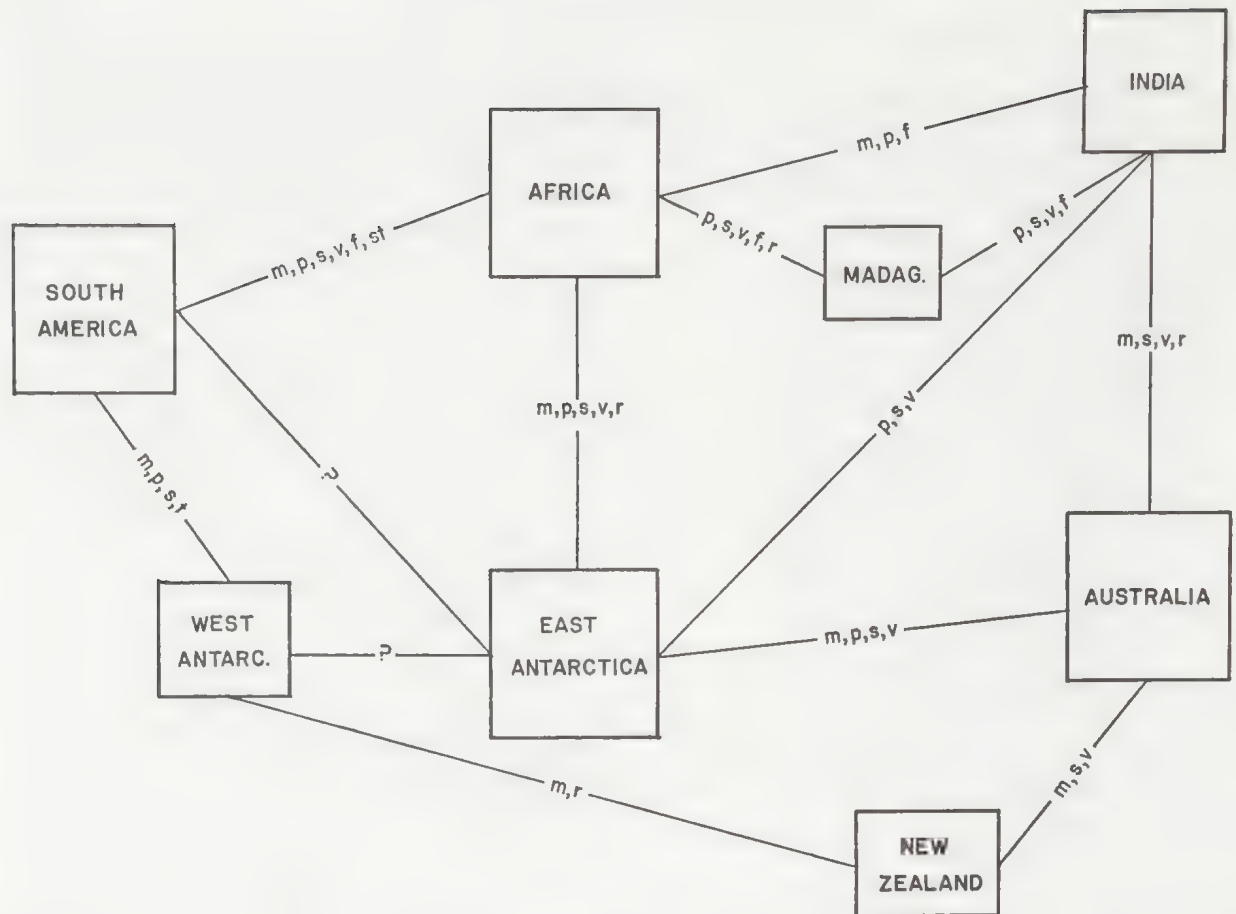 INDIA
m,p,f
AFRICA
p,s,v,f,r
p,s,v,f
MADAG.
m,p,s,v,f,st
SOUTH
AMERICA
m,s,v,r
m,p,s,v,r
p,s,v
?
AUSTRALIA
WEST
ANTARC.
?
EAST
ANTARCTICA
m,p,s,v
m,s,v
m,r
NEW
ZEALAND